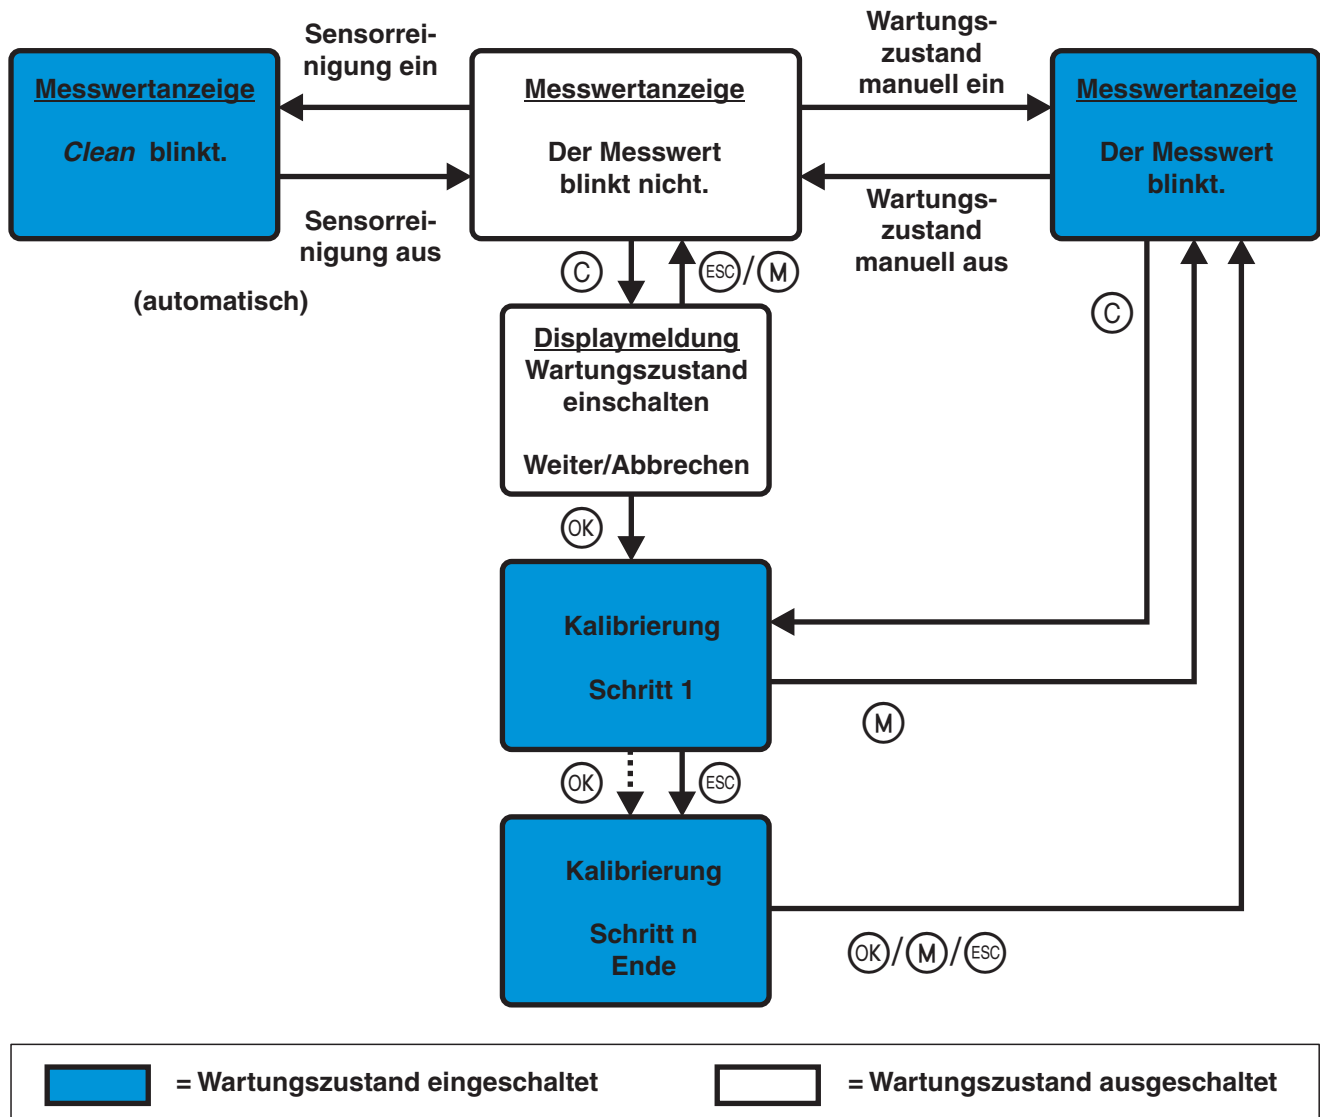 Sensorrei-
nigung ein
Wartungs-
zustand
manuell ein
Messwertanzeige
Clean blinkt.
Messwertanzeige
Der Messwert
blinkt nicht.
Messwertanzeige
Der Messwert
blinkt.
Sensorrei-
nigung aus
(automatisch)
Wartungs-
zustand
manuell aus
C
ESC/M
C
Displaymeldung
Wartungszustand
einschalten
Weiter/Abbrechen
OK
Kalibrierung
Schritt 1
M
OK
ESC
Kalibrierung
Schritt n
Ende
OK/M/ESC
= Wartungszustand eingeschaltet
= Wartungszustand ausgeschaltet